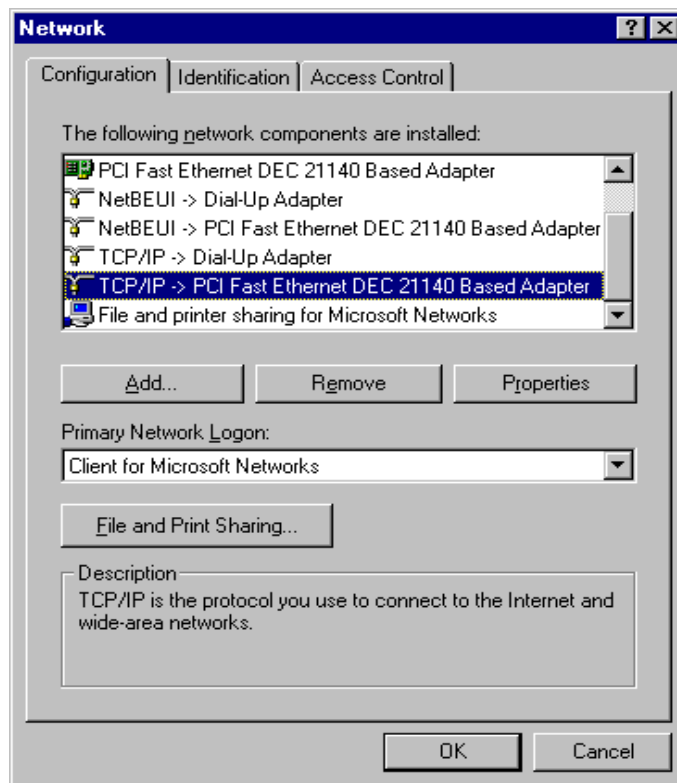 Network
Configuration Identification Access Control
The following network components are installed:
PCI Fast Ethernet DEC 21140 Based Adapter
NetBEUI -> Dial-Up Adapter
NetBEUI -> PCI Fast Ethernet DEC 21140 Based Adapter
TCP/IP -> Dial-Up Adapter
TCP/IP -> PCI Fast Ethernet DEC 21140 Based Adapter
File and printer sharing for Microsoft Networks
Add... Remove Properties
Primary Network Logon:
Client for Microsoft Networks
File and Print Sharing...
Description
TCP/IP is the protocol you use to connect to the Internet and
wide-area networks.
OK Cancel